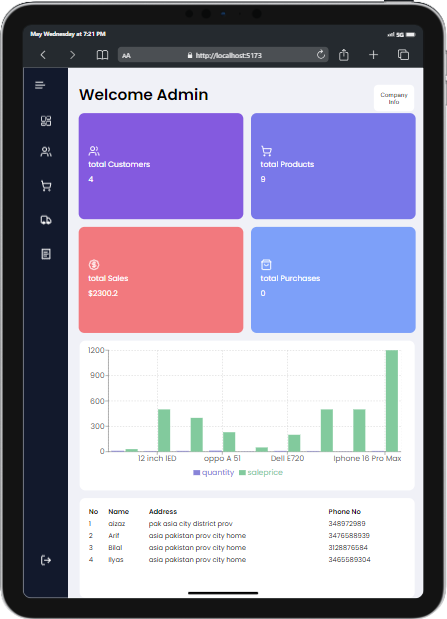 May Wednesday at 7:21 PM
5G
AA
http://localhost:5173
Welcome Admin
Company
Info
total Customers
4
total Products
9
total Sales
$2300.2
total Purchases
0
1200
900
600
300
0
12 inch lED
oppo A 51
Dell E720
Iphone 16 Pro Max
quantity
saleprice
No Name Address Phone No
1 aizaz pak asia city district prov 348972989
2 Arif asia pakistan prov city home 3476588939
3 Bilal asia pakistan prov city home 3128876584
4 Ilyas asia pakistan prov city home 3465589304